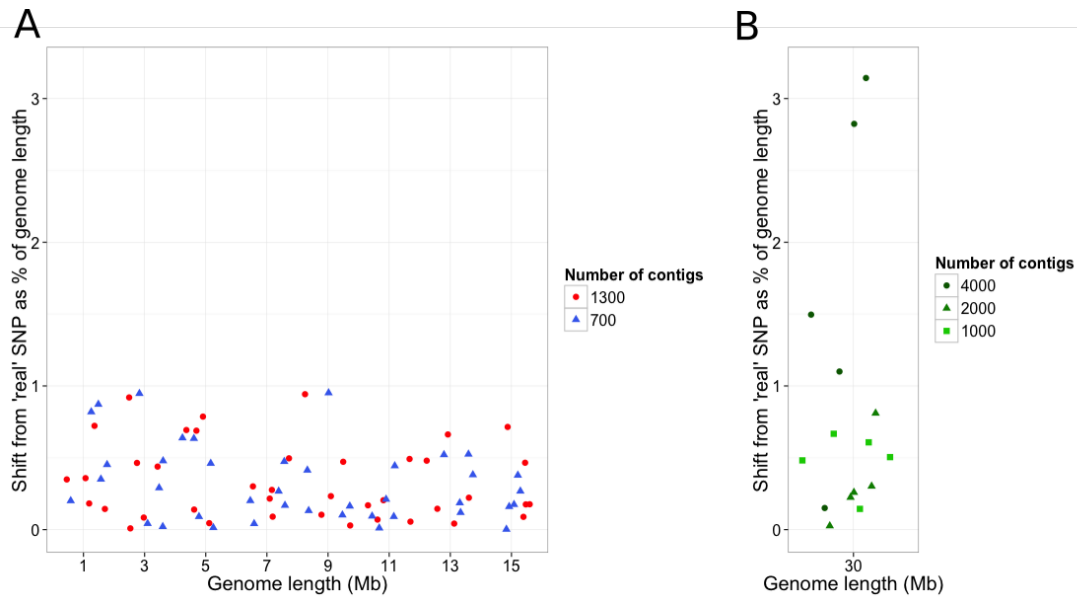 A
Shift from 'real' SNP as % of genome length
3
2
1
0
1 3 5 7 9 11 13 15
Genome length (Mb)
Number of contigs
1300
700
B
Shift from 'real' SNP as % of genome length
3
2
1
0
30
Genome length (Mb)
Number of contigs
4000
2000
1000